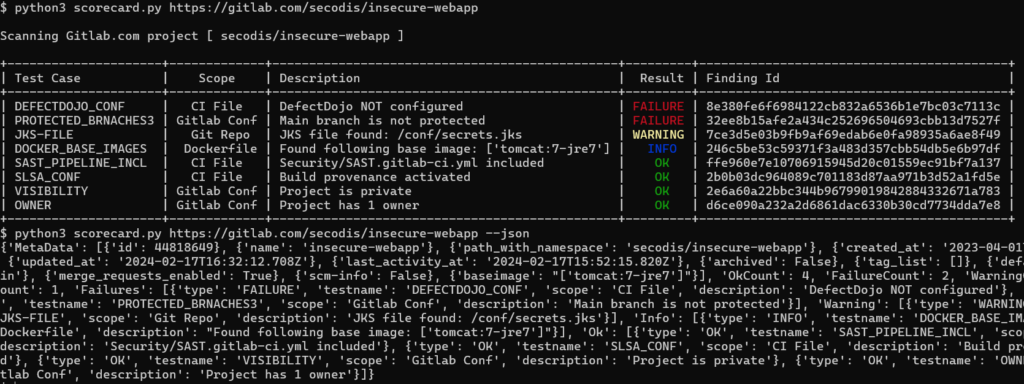 $ python3 scorecard.py https://gitlab.com/secodis/insecure-webapp
Scanning Gitlab.com project [ secodis/insecure-webapp ]
+---------------------+-------------+---------------------------------------------+---------+------------------------------------------+
| Test Case | Scope | Description | Result | Finding Id |
+---------------------+-------------+---------------------------------------------+---------+------------------------------------------+
| DEFECTDOJO_CONF | CI File | DefectDojo NOT configured | FAILURE | 8e380fe6f6984122cb832a6536b1e7bc03c7113c |
| PROTECTED_BRNACHES3 | Gitlab Conf | Main branch is not protected | FAILURE | 32ee8b15afe2a434c252696504693cbb13d7527f |
| JKS-FILE | Git Repo | JKS file found: /conf/secrets.jks | WARNING | 7ce3d5e03b9fb9af69edab6e0fa98935a6ae8f49 |
| DOCKER_BASE_IMAGES | Dockerfile | Found following base image: ['tomcat:7-jre7'] | INFO | 246c5be53c59371f3a483d357cbb54db5e6b97df |
| SAST_PIPELINE_INCL | CI File | Security/SAST.gitlab-ci.yml included | OK | ffe960e7e10706915945d20c01559ec91bf7a137 |
| SLSA_CONF | CI File | Build provenance activated | OK | 2b0b03dc964089c701183d87aa971b3d52a1fd5e |
| VISIBILITY | Gitlab Conf | Project is private | OK | 2e6a60a22bbc344b96799019842884332671a783 |
| OWNER | Gitlab Conf | Project has 1 owner | OK | d6ce090a232a2d6861dac6330b30cd7734dda7e8 |
+---------------------+-------------+---------------------------------------------+---------+------------------------------------------+
$ python3 scorecard.py https://gitlab.com/secodis/insecure-webapp --json
{'MetaData': [{'id': 44818649}, {'name': 'insecure-webapp'}, {'path_with_namespace': 'secodis/insecure-webapp'}, {'created_at': '2023-04-01
{'updated_at': '2024-02-17T16:32:12.708Z'}, {'last_activity_at': '2024-02-17T15:52:15.820Z'}, {'archived': False}, {'tag_list': []}, {'def
in'}, {'merge_requests_enabled': True}, {'scm-info': False}, {'baseimage': "['tomcat:7-jre7']"}], 'OkCount': 4, 'FailureCount': 2, 'Warning
ount': 1, 'Failures': [{'type': 'FAILURE', 'testname': 'DEFECTDOJO_CONF', 'scope': 'CI File', 'description': 'DefectDojo NOT configured'},
', 'testname': 'PROTECTED_BRNACHES3', 'scope': 'Gitlab Conf', 'description': 'Main branch is not protected'}], 'Warning': [{'type': 'WARNIN
JKS-FILE', 'scope': 'Git Repo', 'description': 'JKS file found: /conf/secrets.jks'}], 'Info': [{'type': 'INFO', 'testname': 'DOCKER_BASE_IM
Dockerfile', 'description': "Found following base image: ['tomcat:7-jre7']"}], 'Ok': [{'type': 'OK', 'testname': 'SAST_PIPELINE_INCL', 'sco
description': 'Security/SAST.gitlab-ci.yml included'}, {'type': 'OK', 'testname': 'SLSA_CONF', 'scope': 'CI File', 'description': 'Build pr
d'}, {'type': 'OK', 'testname': 'VISIBILITY', 'scope': 'Gitlab Conf', 'description': 'Project is private'}, {'type': 'OK', 'testname': 'OWN
tlab Conf', 'description': 'Project has 1 owner'}]}